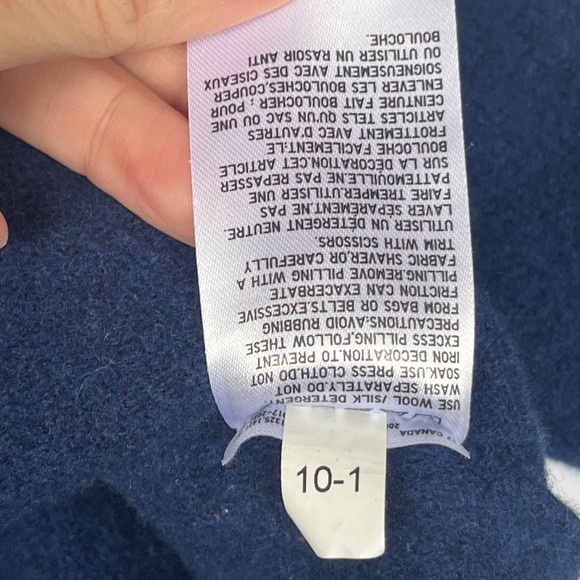 USE WOOL /SILK DETERGENT.
WASH SEPARATELY.DO NOT
SOAK.USE PRESS CLOTH.DO NOT
IRON DECORATION.TO PREVENT
EXCESS PILLING,FOLLOW THESE
PRECAUTIONS:AVOID RUBBING
FROM BAGS OR BELTS.EXCESSIVE
FRICTION CAN EXACERBATE
PILLING.REMOVE PILLING WITH A
FABRIC SHAVER,OR CAREFULLY
TRIM WITH SCISSORS.
UTILISER UN DÉTERGENT NEUTRE.
LAVER SÉPAREMENT.NE PAS
FAIRE TREMPER.UTILISER UNE
PATTEMOUILLE.NE PAS REPASSER
SUR LA DÉCORATION.CET ARTICLE
BOULOCHE FACILEMENT:LE
FROTTEMENT AVEC D'AUTRES
ARTICLES TELS QU'UN SAC OU UNE
CEINTURE FAIT BOULOCHER ; POUR
ENLEVER LES BOULOCHES,COUPER
SOIGNEUSEMENT AVEC DES CISEAUX
OU UTILISER UN RASOIR ANTI
BOULOCHE.
CANADA
10-1